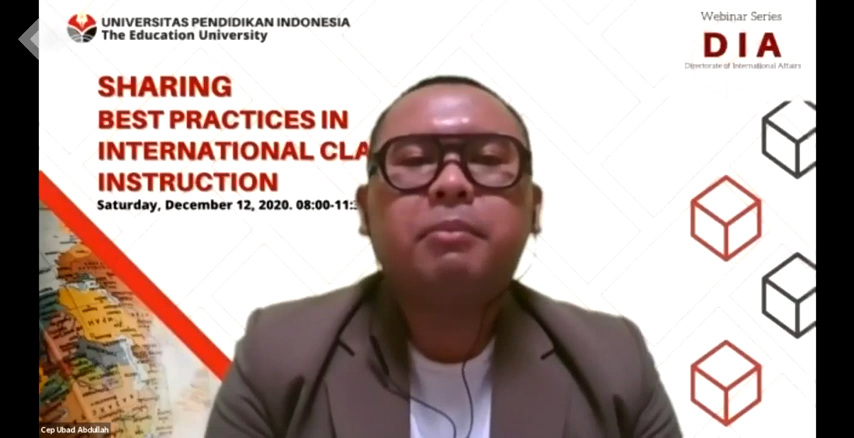 UNIVERSITAS PENDIDIKAN INDONESIA
The Education University
Webinar Series
DIA
Directorate of International Affairs
SHARING
BEST PRACTICES IN
INTERNATIONAL CLA
INSTRUCTION
Saturday, December 12, 2020. 08:00-11:
Cep Ubad Abdullah